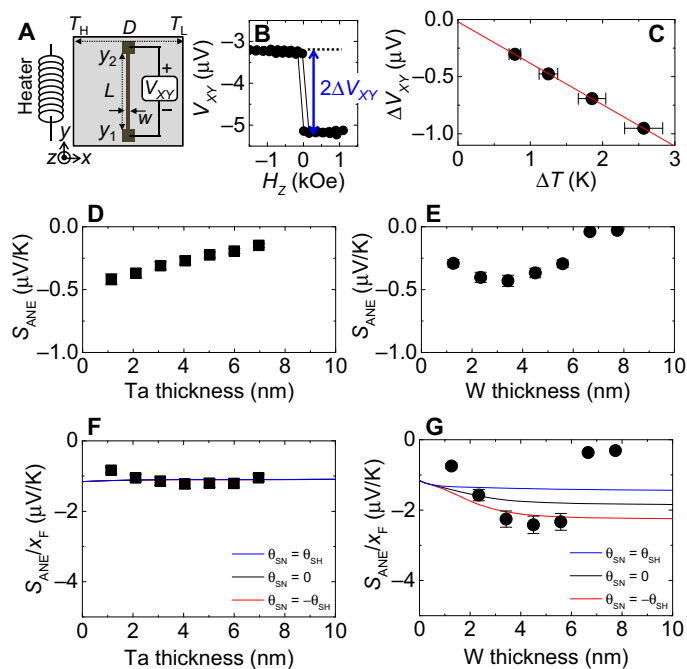 A
T_H
D
T_L
Heater
y_2
L
V_XY
+
−
w
y_1
y
z
x
B
V_XY (μV)
−3
−4
−5
2ΔV_XY
−1
0
1
H_Z (kOe)
C
ΔV_XY (μV)
0.0
−0.5
−1.0
0
1
2
3
ΔT (K)
D
S_ANE (μV/K)
0.0
−0.5
−1.0
0
2
4
6
8
10
Ta thickness (nm)
E
S_ANE (μV/K)
0.0
−0.5
−1.0
0
2
4
6
8
10
W thickness (nm)
F
S_ANE/x_F (μV/K)
0
−2
−4
θ_SN = θ_SH
θ_SN = 0
θ_SN = −θ_SH
0
2
4
6
8
10
Ta thickness (nm)
G
S_ANE/x_F (μV/K)
0
−2
−4
θ_SN = θ_SH
θ_SN = 0
θ_SN = −θ_SH
0
2
4
6
8
10
W thickness (nm)